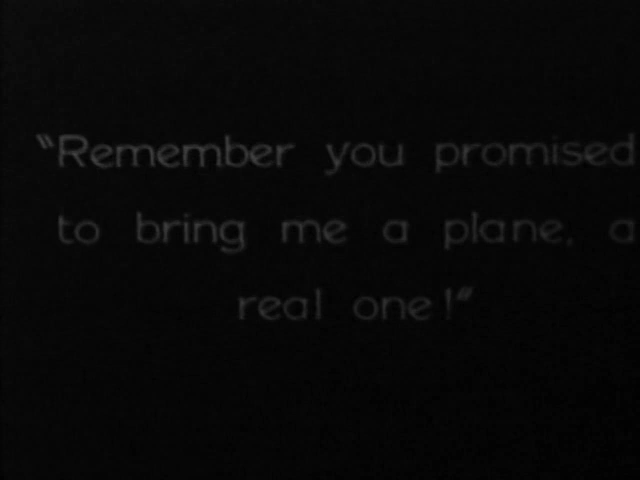 "Remember you promised
to bring me a plane, a
real one!"